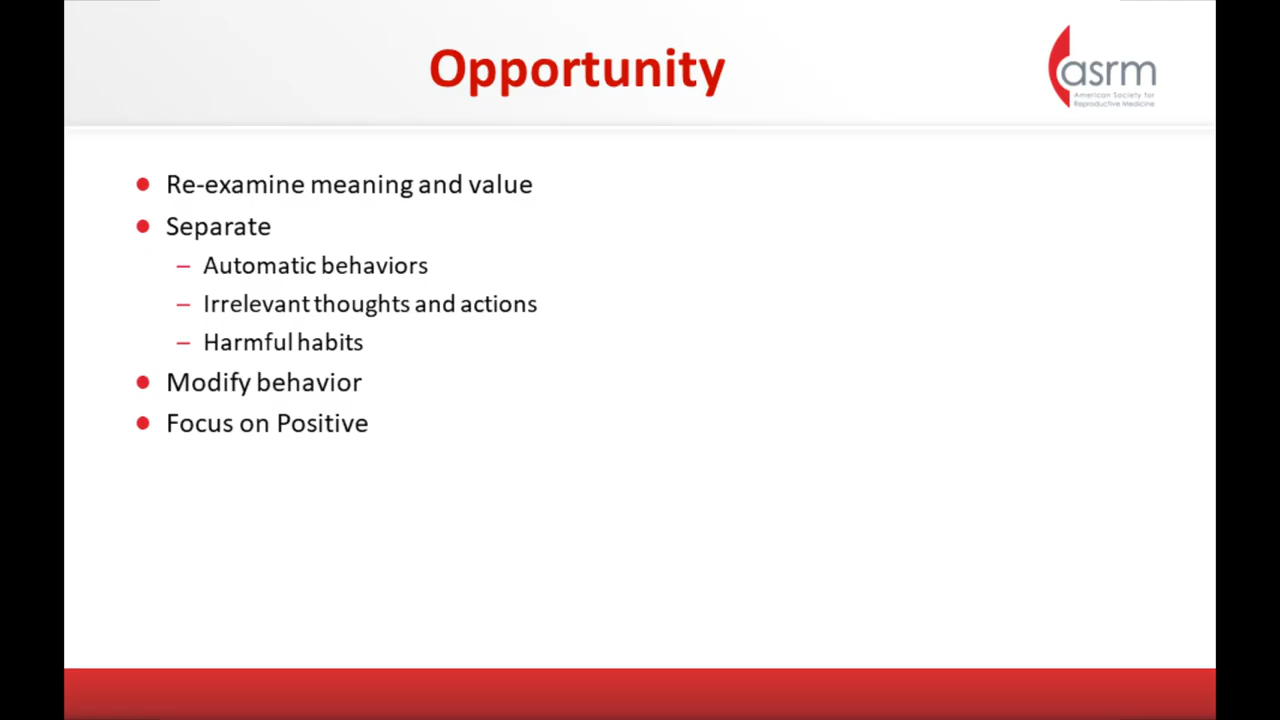 Opportunity
asrm
American Society for
Reproductive Medicine
Re-examine meaning and value
Separate
– Automatic behaviors
– Irrelevant thoughts and actions
– Harmful habits
Modify behavior
Focus on Positive